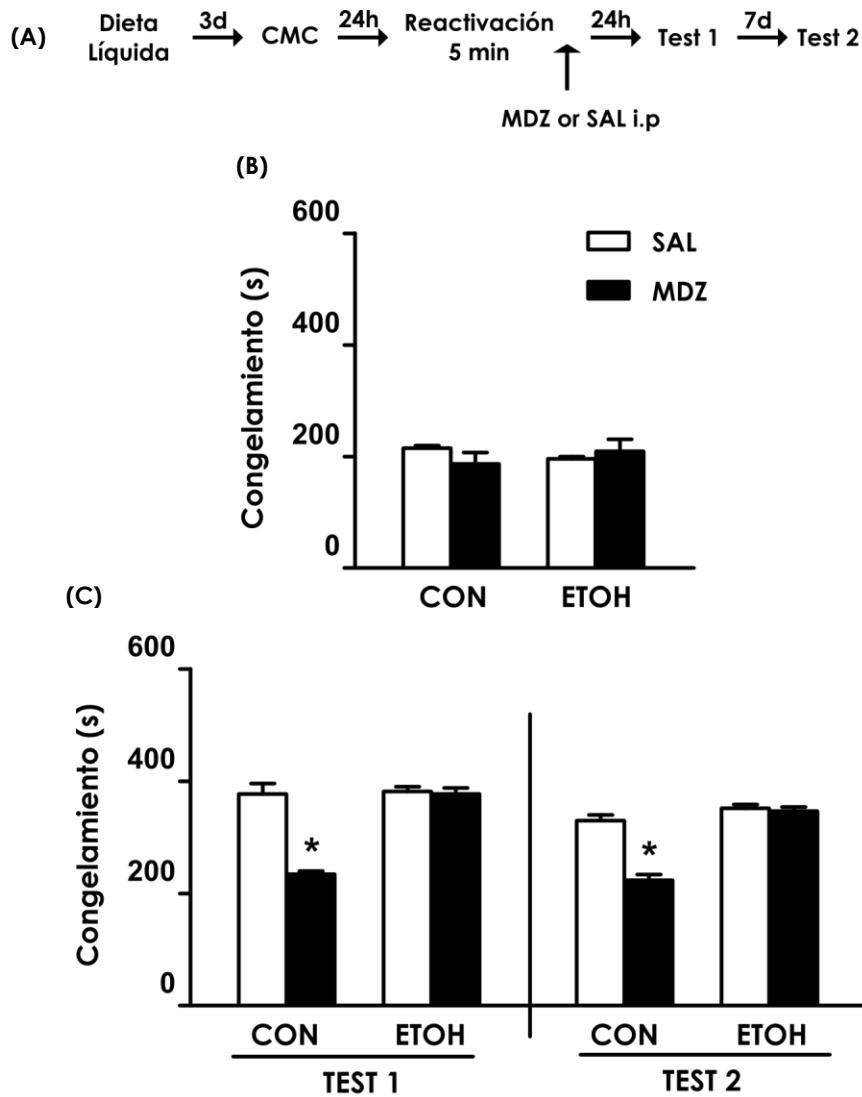 (A)
Dieta Líquida 3d CMC 24h Reactivación 5 min 24h Test 1 7d Test 2
MDZ or SAL i.p
(B)
Congelamiento (s)
600
400
200
0
SAL
MDZ
CON ETOH
(C)
Congelamiento (s)
600
400
200
0
* *
CON ETOH CON ETOH
TEST 1 TEST 2